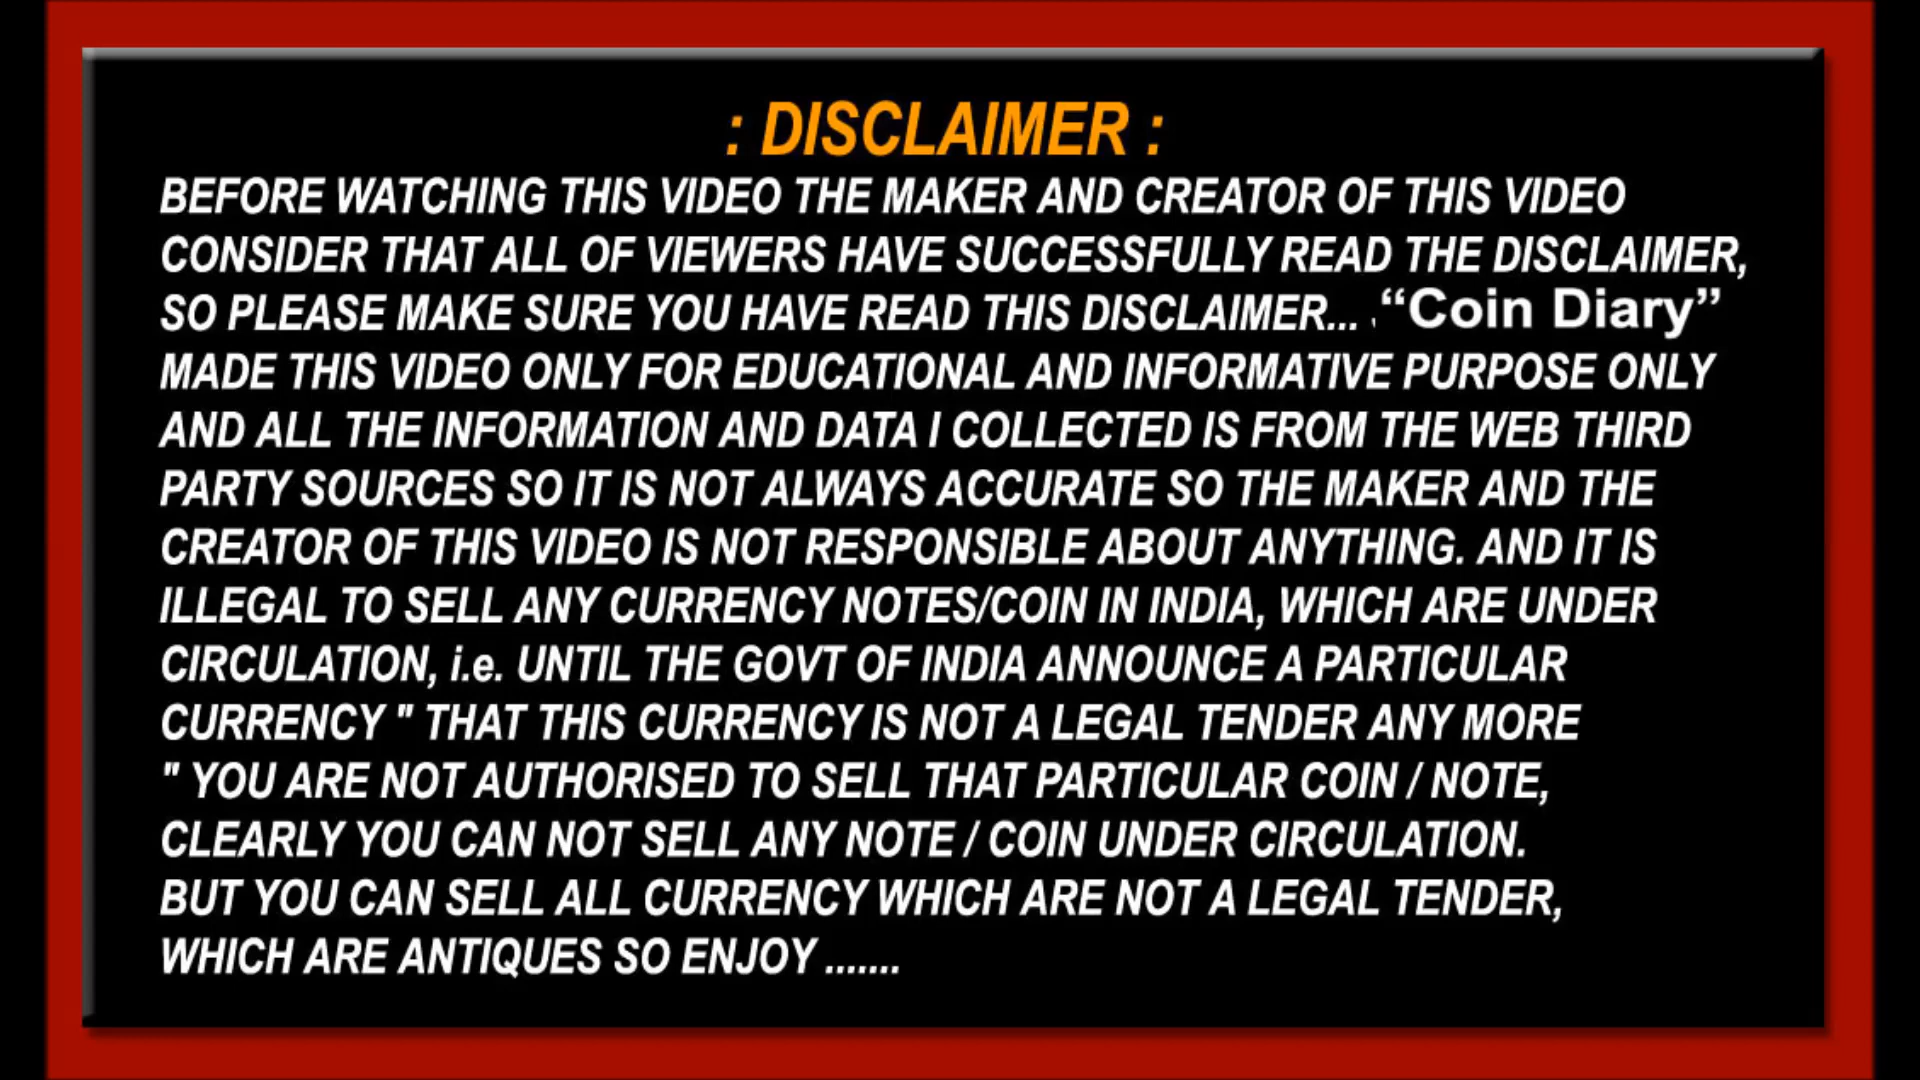 : DISCLAIMER :
BEFORE WATCHING THIS VIDEO THE MAKER AND CREATOR OF THIS VIDEO
CONSIDER THAT ALL OF VIEWERS HAVE SUCCESSFULLY READ THE DISCLAIMER,
SO PLEASE MAKE SURE YOU HAVE READ THIS DISCLAIMER... “Coin Diary”
MADE THIS VIDEO ONLY FOR EDUCATIONAL AND INFORMATIVE PURPOSE ONLY
AND ALL THE INFORMATION AND DATA I COLLECTED IS FROM THE WEB THIRD
PARTY SOURCES SO IT IS NOT ALWAYS ACCURATE SO THE MAKER AND THE
CREATOR OF THIS VIDEO IS NOT RESPONSIBLE ABOUT ANYTHING. AND IT IS
ILLEGAL TO SELL ANY CURRENCY NOTES/COIN IN INDIA, WHICH ARE UNDER
CIRCULATION, i.e. UNTIL THE GOVT OF INDIA ANNOUNCE A PARTICULAR
CURRENCY " THAT THIS CURRENCY IS NOT A LEGAL TENDER ANY MORE
" YOU ARE NOT AUTHORISED TO SELL THAT PARTICULAR COIN / NOTE,
CLEARLY YOU CAN NOT SELL ANY NOTE / COIN UNDER CIRCULATION.
BUT YOU CAN SELL ALL CURRENCY WHICH ARE NOT A LEGAL TENDER,
WHICH ARE ANTIQUES SO ENJOY .......